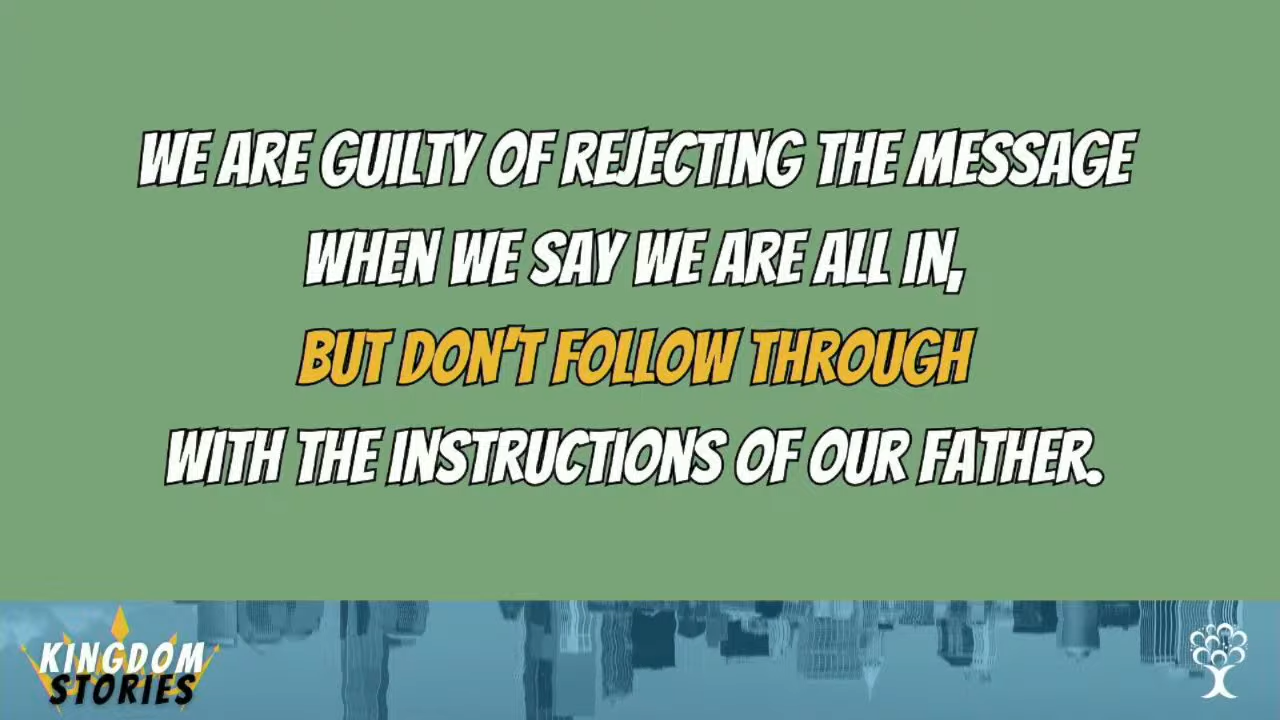 WE ARE GUILTY OF REJECTING THE MESSAGE
WHEN WE SAY WE ARE ALL IN,
BUT DON'T FOLLOW THROUGH
WITH THE INSTRUCTIONS OF OUR FATHER.
KINGDOM
STORIES